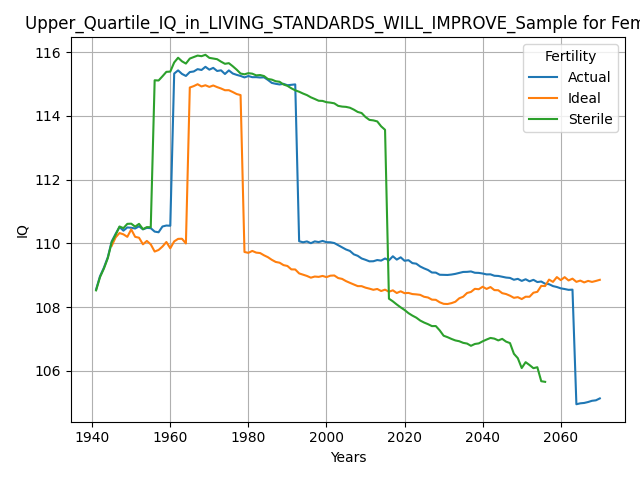 Upper_Quartile_IQ_in_LIVING_STANDARDS_WILL_IMPROVE_Sample for Fem
116
114
112
110
108
106
IQ
Fertility
Actual
Ideal
Sterile
1940 1960 1980 2000 2020 2040 2060
Years